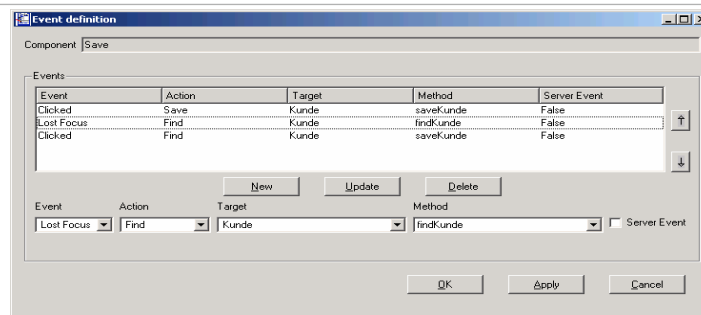 Event definition
Component Save
Events
Event Action Target Method Server Event
Clicked Save Kunde saveKunde False
Lost Focus Find Kunde findKunde False
Clicked Find Kunde saveKunde False
New Update Delete
Event Action Target Method
Lost Focus Find Kunde findKunde Server Event
OK Apply Cancel